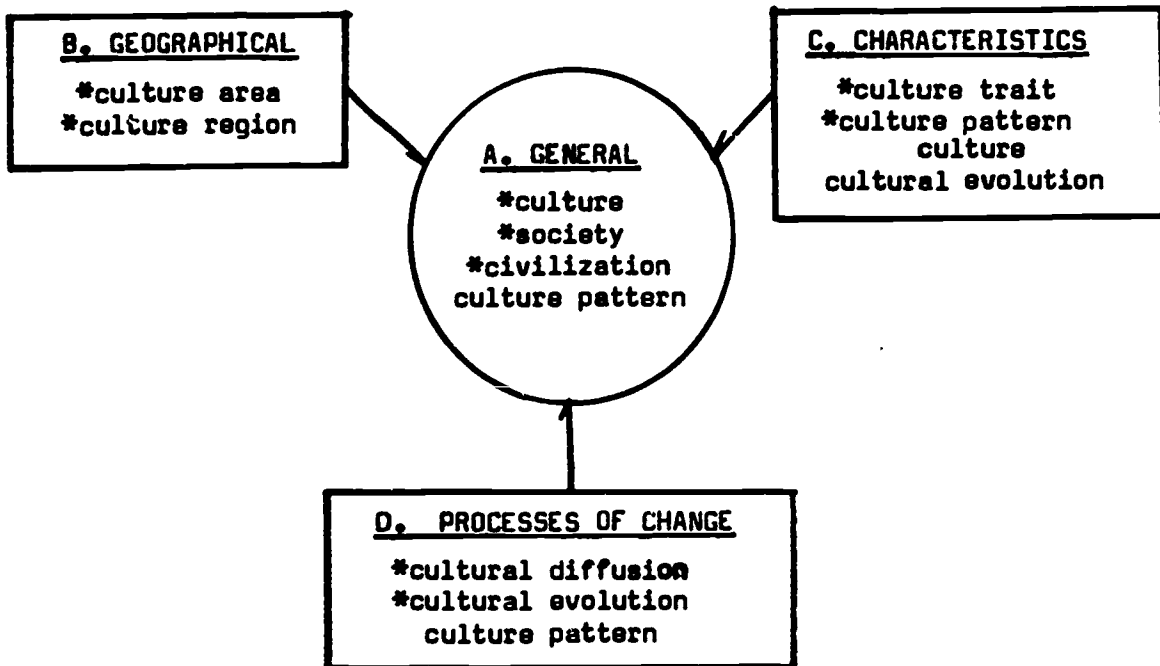 B. GEOGRAPHICAL
*culture area
*culture region
C. CHARACTERISTICS
*culture trait
*culture pattern
culture
cultural evolution
A. GENERAL
*culture
*society
*civilization
culture pattern
D. PROCESSES OF CHANGE
*cultural diffusion
*cultural evolution
culture pattern